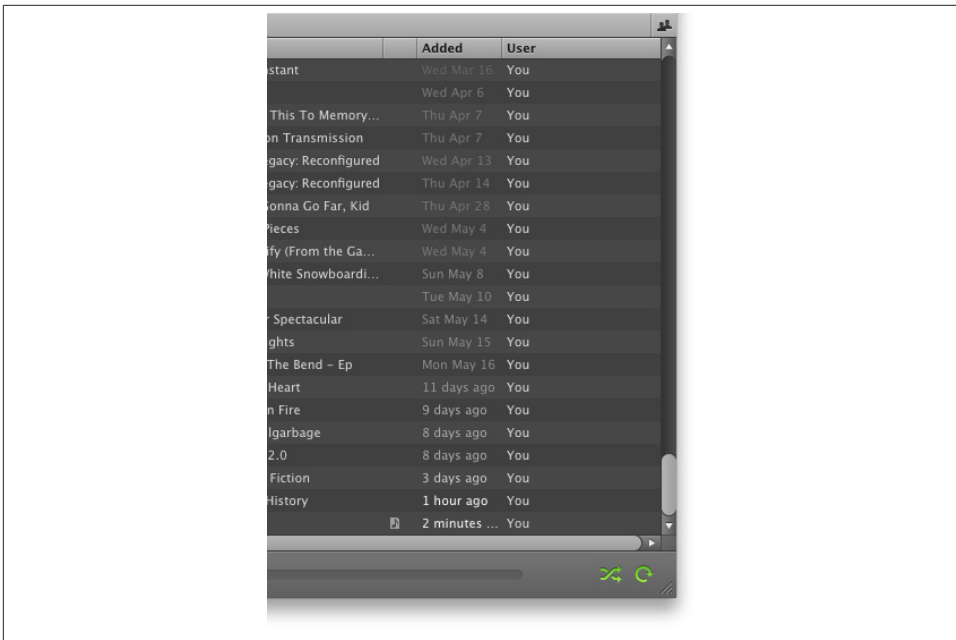 Added User
stant Wed Mar 16 You
Wed Apr 6 You
This To Memory... Thu Apr 7 You
on Transmission Thu Apr 7 You
egacy: Reconfigured Wed Apr 13 You
egacy: Reconfigured Thu Apr 14 You
Gonna Go Far, Kid Thu Apr 28 You
Pieces Wed May 4 You
ify (From the Ga... Wed May 4 You
White Snowboardi... Sun May 8 You
Tue May 10 You
r Spectacular Sat May 14 You
ghts Sun May 15 You
The Bend – Ep Mon May 16 You
Heart 11 days ago You
n Fire 9 days ago You
lgarbage 8 days ago You
2.0 8 days ago You
Fiction 3 days ago You
History 1 hour ago You
2 minutes ... You